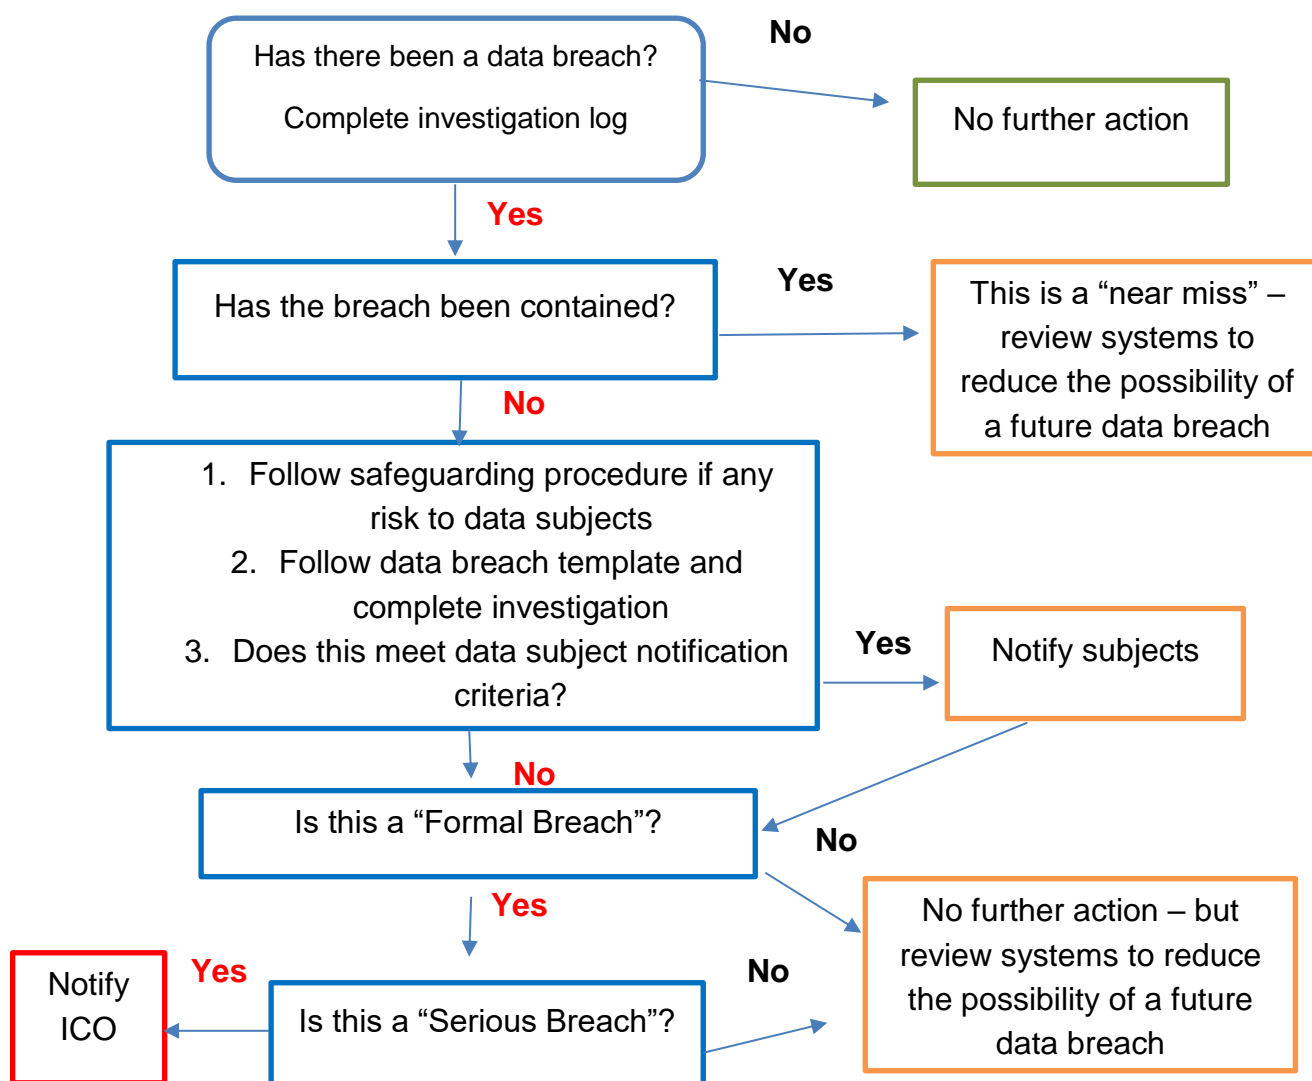 Has there been a data breach?
Complete investigation log
No
No further action
Yes
Has the breach been contained?
Yes
This is a “near miss” –
review systems to
reduce the possibility of
a future data breach
No
1. Follow safeguarding procedure if any
risk to data subjects
2. Follow data breach template and
complete investigation
3. Does this meet data subject notification
criteria?
Yes
Notify subjects
No
Is this a “Formal Breach”?
No
Yes
No further action – but
review systems to reduce
the possibility of a future
data breach
Notify
ICO
Yes
Is this a “Serious Breach”?
No